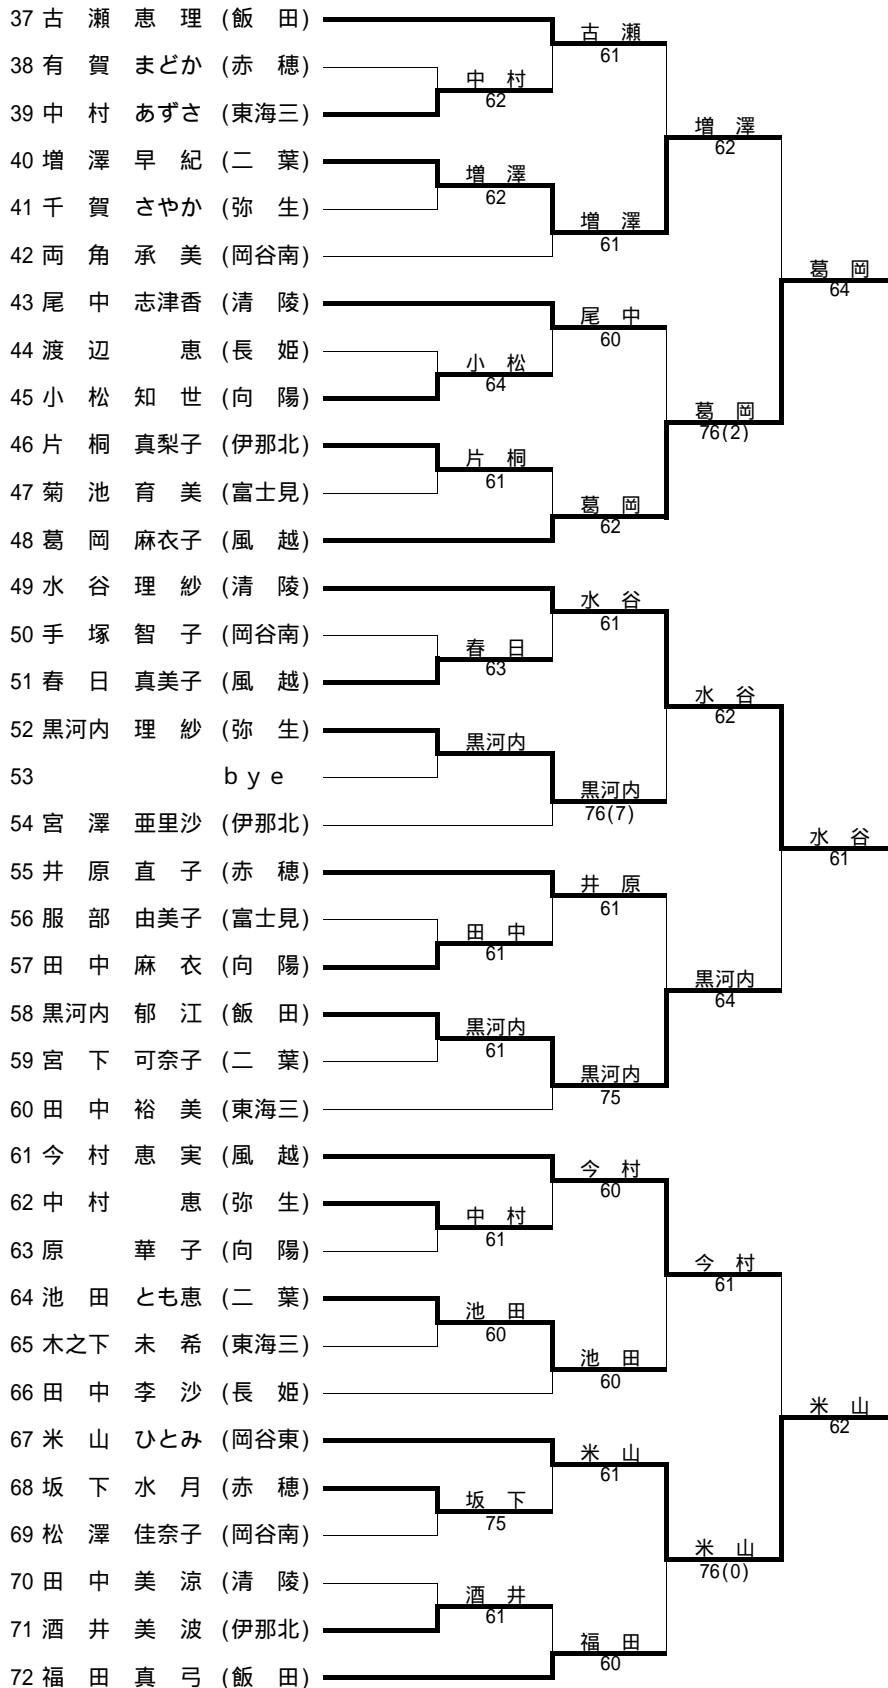 37 古 瀬 恵 理 (飯 田)
古 瀬
61
38 有 賀 まどか (赤 穂)
中 村
62
39 中 村 あずさ (東海三)
増 澤
62
40 増 澤 早 紀 (二 葉)
増 澤
62
41 千 賀 さやか (弥 生)
増 澤
61
42 両 角 承 美 (岡谷南)
葛 岡
64
43 尾 中 志津香 (清 陵)
尾 中
60
44 渡 辺 恵 (長 姫)
小 松
64
45 小 松 知 世 (向 陽)
葛 岡
76(2)
46 片 桐 真梨子 (伊那北)
片 桐
61
47 菊 池 育 美 (富士見)
葛 岡
62
48 葛 岡 麻衣子 (風 越)
49 水 谷 理 紗 (清 陵)
水 谷
61
50 手 塚 智 子 (岡谷南)
春 日
63
51 春 日 真美子 (風 越)
水 谷
62
52 黒河内 理 紗 (弥 生)
黒河内
53 bye
黒河内
76(7)
54 宮 澤 亜里沙 (伊那北)
水 谷
61
55 井 原 直 子 (赤 穂)
井 原
61
56 服 部 由美子 (富士見)
田 中
61
57 田 中 麻 衣 (向 陽)
黒河内
64
58 黒河内 郁 江 (飯 田)
黒河内
61
59 宮 下 可奈子 (二 葉)
黒河内
75
60 田 中 裕 美 (東海三)
61 今 村 恵 実 (風 越)
今 村
60
62 中 村 恵 (弥 生)
中 村
61
63 原 華 子 (向 陽)
今 村
61
64 池 田 とも恵 (二 葉)
池 田
60
65 木之下 未 希 (東海三)
池 田
60
66 田 中 李 沙 (長 姫)
米 山
62
67 米 山 ひとみ (岡谷東)
米 山
61
68 坂 下 水 月 (赤 穂)
坂 下
75
69 松 澤 佳奈子 (岡谷南)
米 山
76(0)
70 田 中 美 涼 (清 陵)
酒 井
61
71 酒 井 美 波 (伊那北)
福 田
60
72 福 田 真 弓 (飯 田)